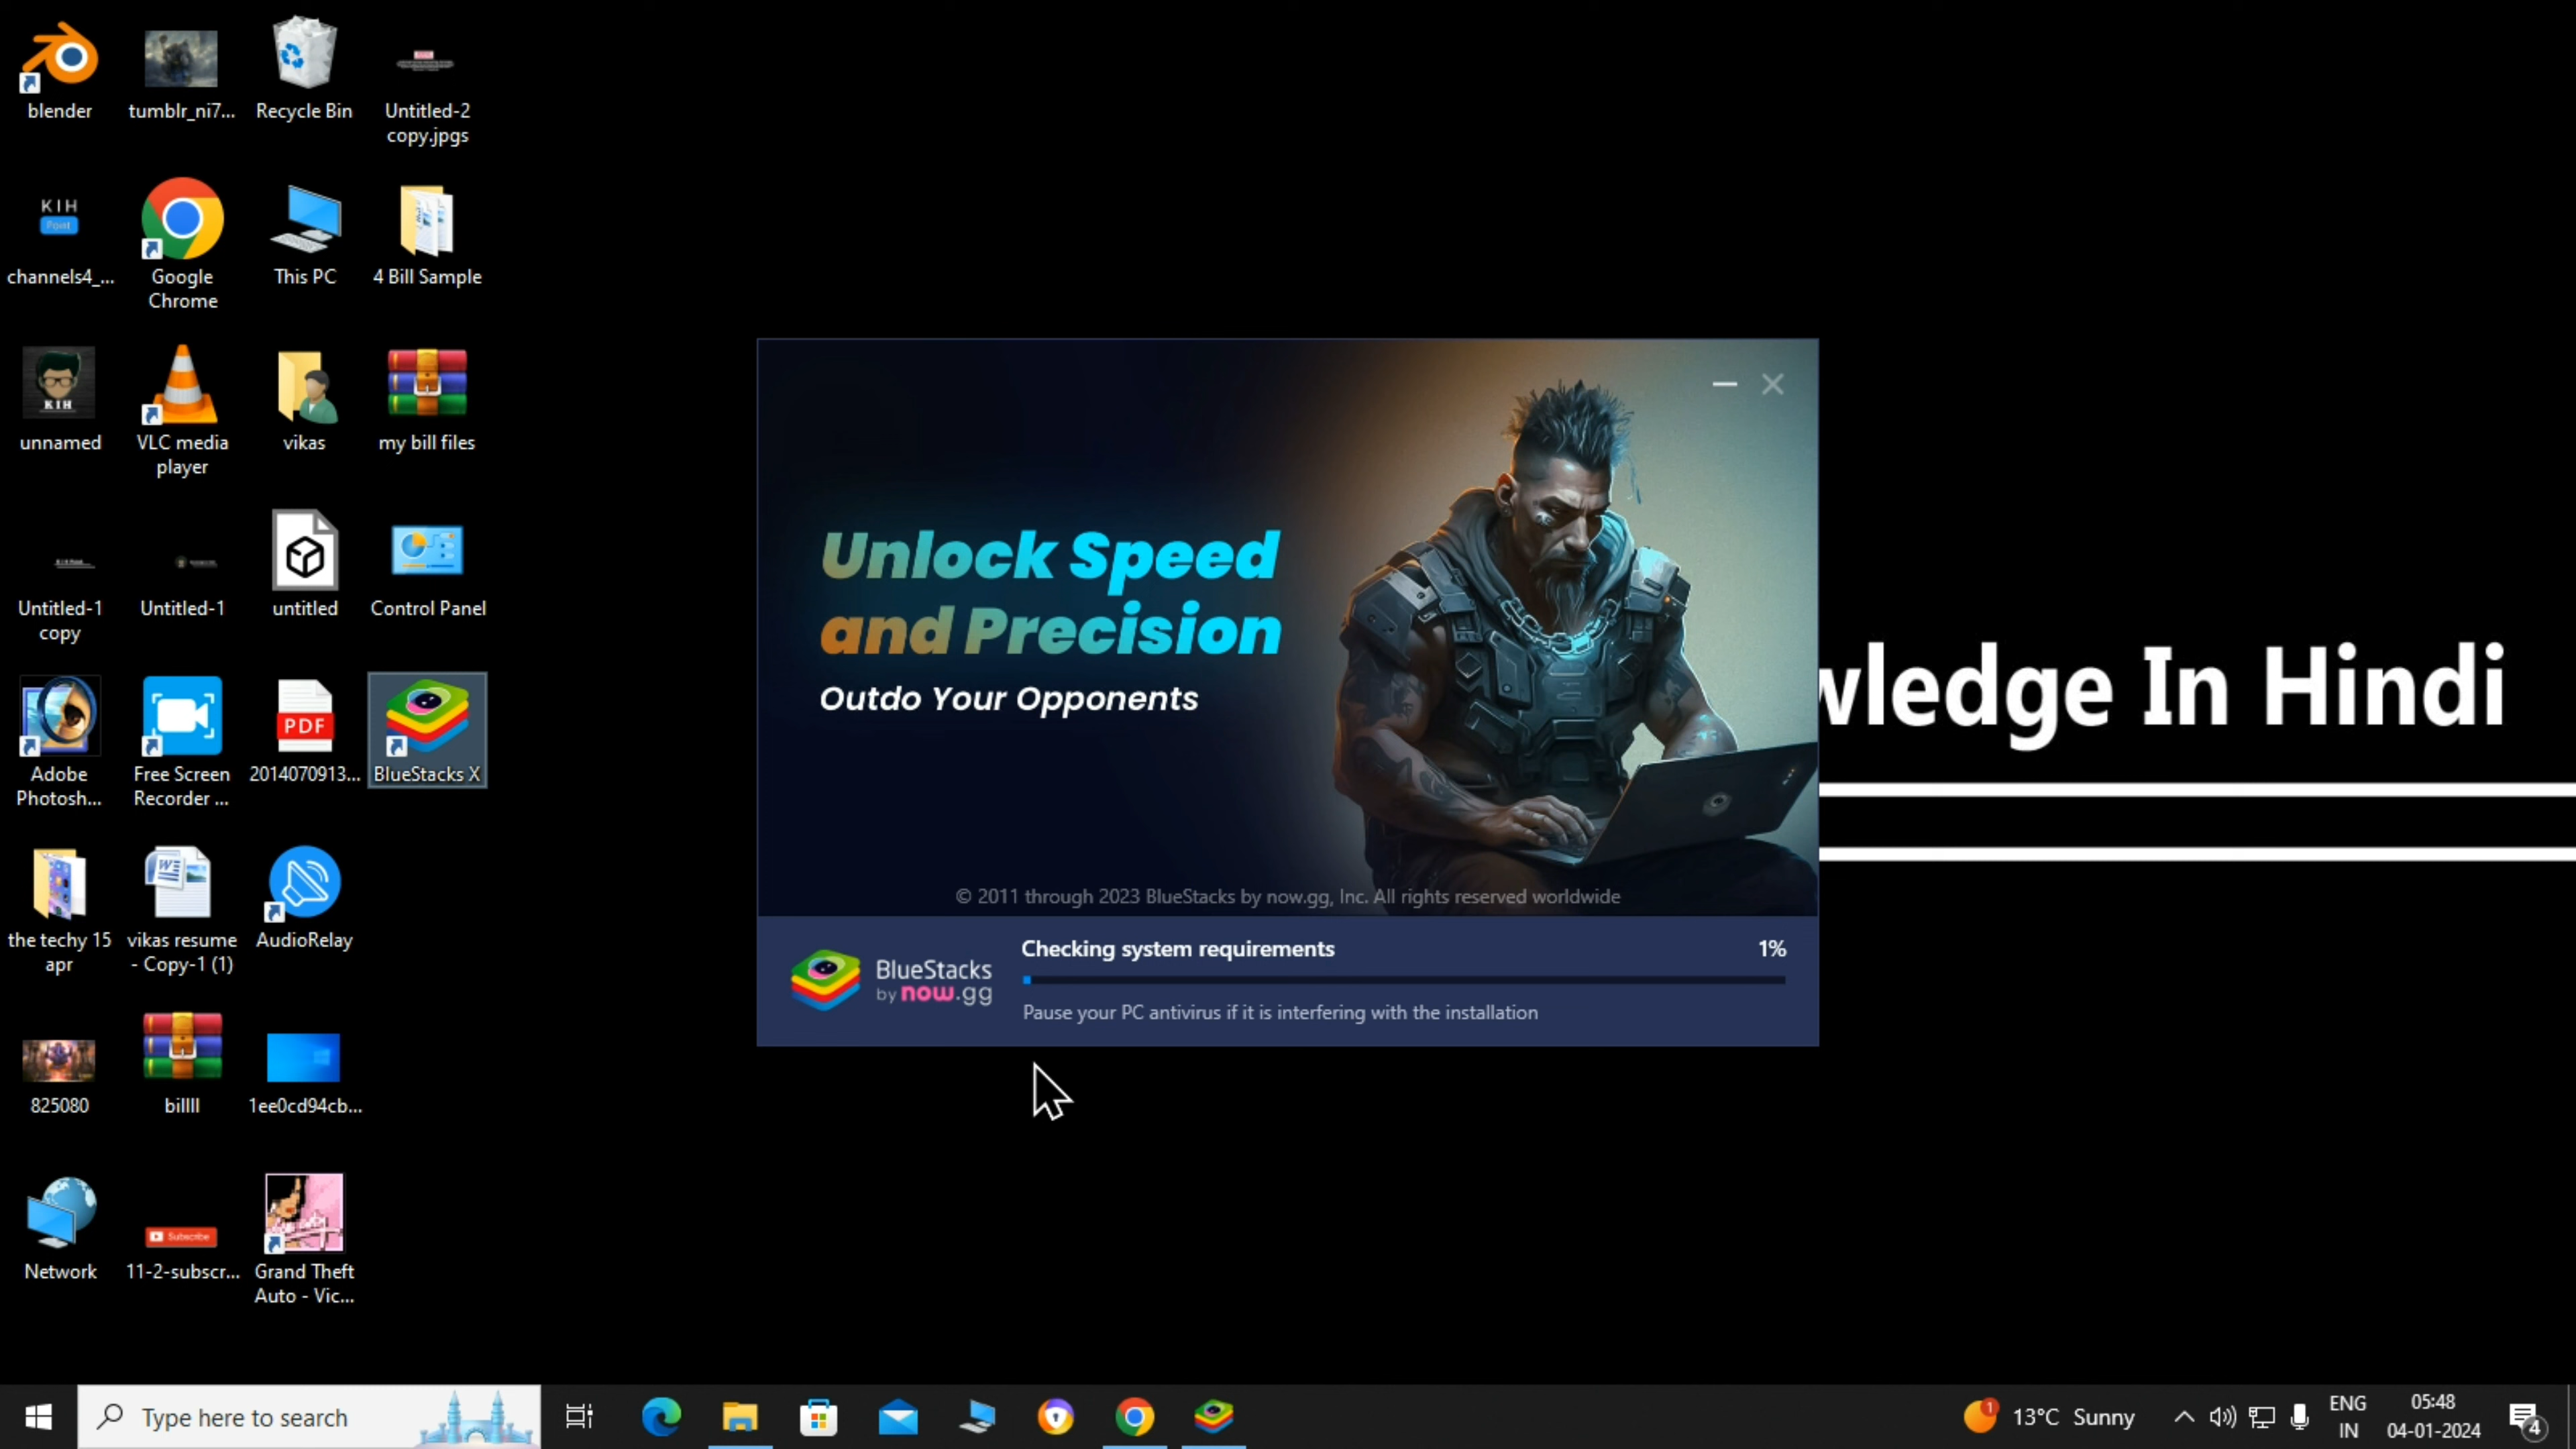 blender
tumblr_ni7...
Recycle Bin
Untitled-2
copy.jpgs
KIH
Point
channels4_...
Google
Chrome
This PC
4 Bill Sample
KIH
unnamed
VLC media
player
vikas
my bill files
Untitled-1
copy
Untitled-1
untitled
Control Panel
Adobe
Photosh...
Free Screen
Recorder ...
PDF
2014070913...
BlueStacks X
the techy 15
apr
vikas resume
- Copy-1 (1)
AudioRelay
825080
billll
1ee0cd94cb...
Network
Subscribe
11-2-subscr...
Grand Theft
Auto - Vic...
Unlock Speed
and Precision
Outdo Your Opponents
© 2011 through 2023 BlueStacks by now.gg, Inc. All rights reserved worldwide
BlueStacks
by now.gg
Checking system requirements
1%
Pause your PC antivirus if it is interfering with the installation
wledge In Hindi
Type here to search
1
13°C Sunny
ENG
IN
05:48
04-01-2024
4